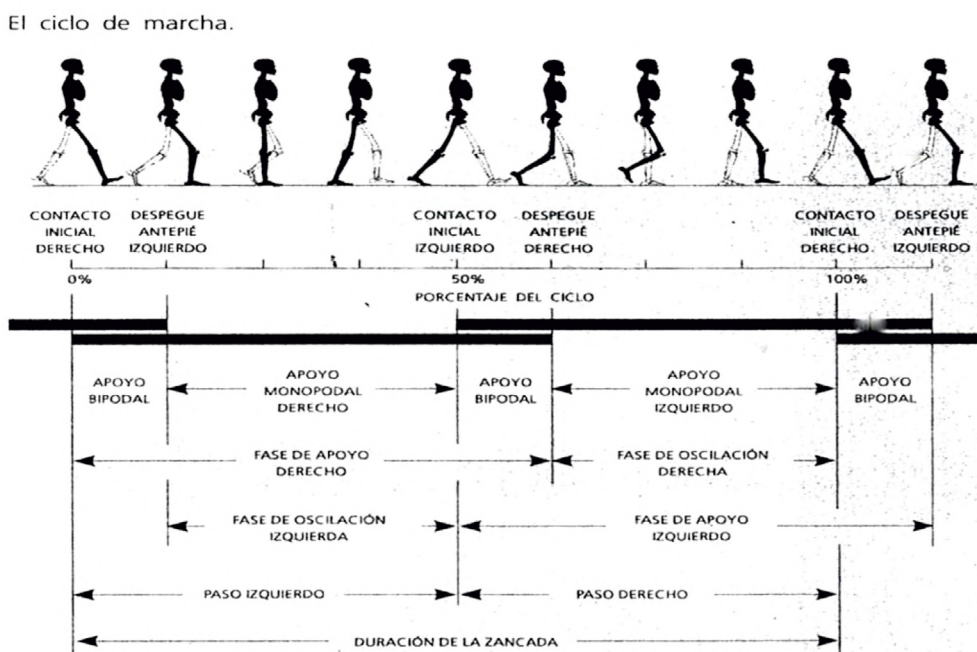 El ciclo de marcha.
CONTACTO
INICIAL
DERECHO
DESPEGUE
ANTEPIÉ
IZQUIERDO
CONTACTO
INICIAL
IZQUIERDO
DESPEGUE
ANTEPIÉ
DERECHO
CONTACTO
INICIAL
DERECHO
DESPEGUE
ANTEPIÉ
IZQUIERDO
0%
50%
100%
PORCENTAJE DEL CICLO
APOYO
BIPODAL
APOYO
MONOPODAL
DERECHO
APOYO
BIPODAL
APOYO
MONOPODAL
IZQUIERDO
APOYO
BIPODAL
FASE DE APOYO
DERECHO
FASE DE OSCILACIÓN
DERECHA
FASE DE OSCILACIÓN
IZQUIERDA
FASE DE APOYO
IZQUIERDO
PASO IZQUIERDO
PASO DERECHO
DURACIÓN DE LA ZANCADA